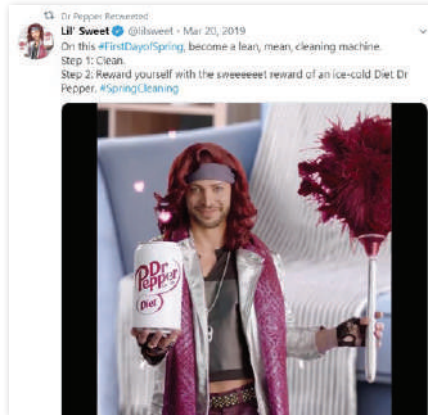 Dr Pepper Retweeted
Lil' Sweet @lilsweet · Mar 20, 2019
On this #FirstDayofSpring, become a lean, mean, cleaning machine.
Step 1: Clean.
Step 2: Reward yourself with the sweeeeeet reward of an ice-cold Diet Dr
Pepper. #SpringCleaning
Dr
Pepper
Diet